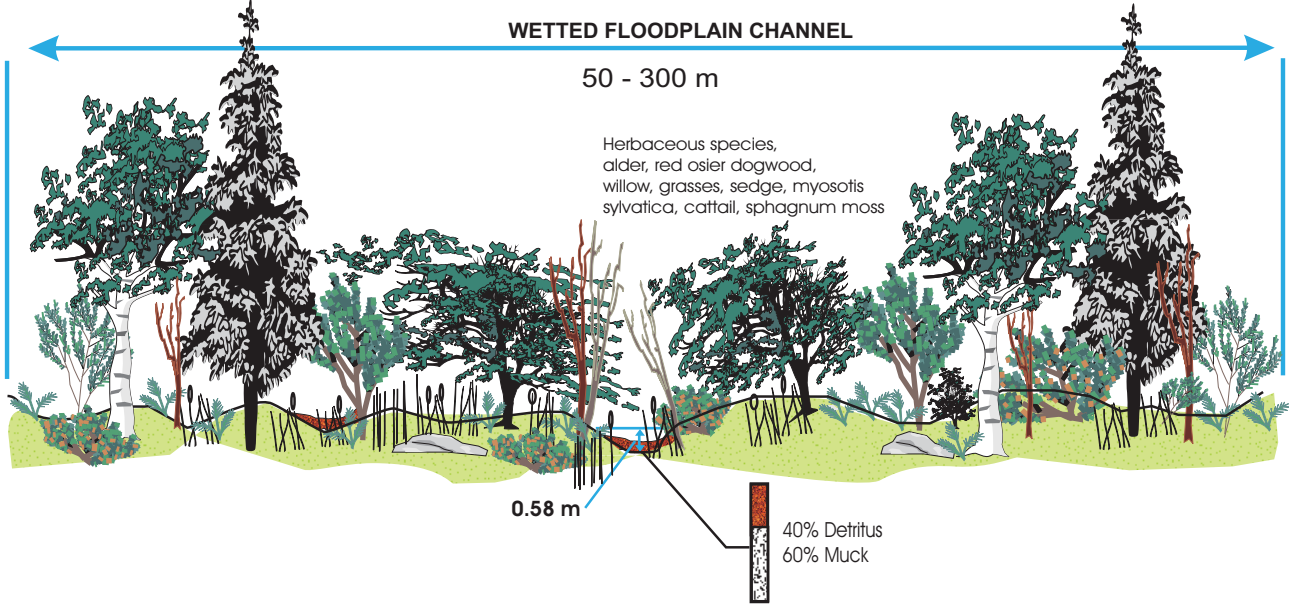 WETTED FLOODPLAIN CHANNEL
50 - 300 m
Herbaceous species,
alder, red osier dogwood,
willow, grasses, sedge, myosotis
sylvatica, cattail, sphagnum moss
0.58 m
40% Detritus
60% Muck